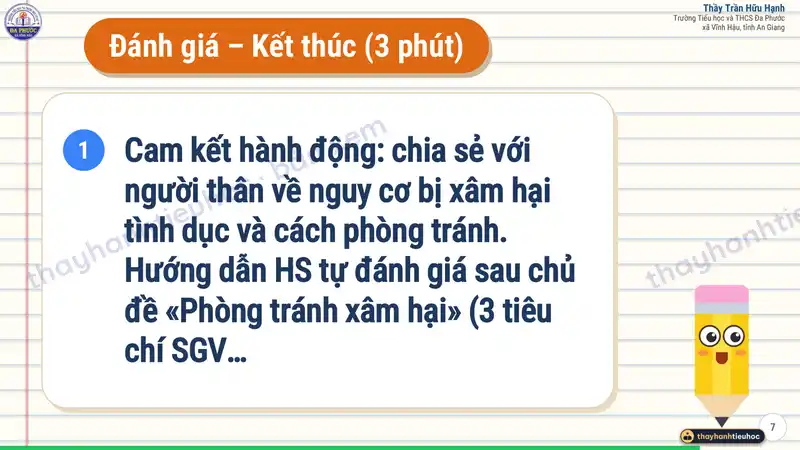 Thầy Trần Hữu Hạnh
Trường Tiểu học và THCS Đa Phước
xã Vĩnh Hậu, tỉnh An Giang
ĐA PHƯỚC
Đánh giá – Kết thúc (3 phút)
1
Cam kết hành động: chia sẻ với
người thân về nguy cơ bị xâm hại
tình dục và cách phòng tránh.
Hướng dẫn HS tự đánh giá sau chủ
đề «Phòng tránh xâm hại» (3 tiêu
chí SGV…
7
thayhanhtieuhoc